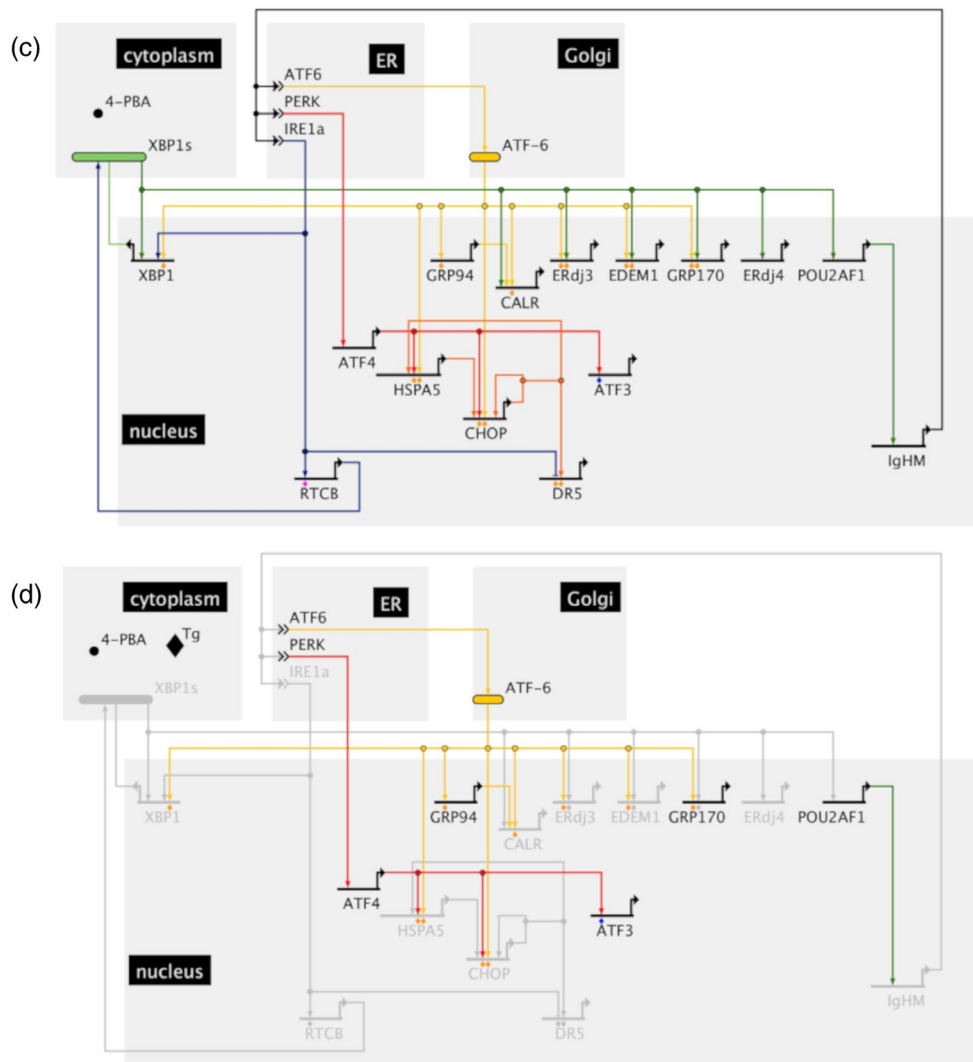 (c)
cytoplasm
ER
Golgi
4-PBA
ATF6
PERK
IRE1a
XBP1s
ATF-6
XBP1
GRP94
CALR
ERdj3
EDEM1
GRP170
ERdj4
POU2AF1
ATF4
HSPA5
ATF3
CHOP
nucleus
IgHM
RTCB
DR5
(d)
cytoplasm
ER
Golgi
4-PBA
Tg
ATF6
PERK
IRE1a
XBP1s
ATF-6
XBP1
GRP94
CALR
ERdj3
EDEM1
GRP170
ERdj4
POU2AF1
ATF4
HSPA5
ATF3
CHOP
nucleus
IgHM
RTCB
DR5